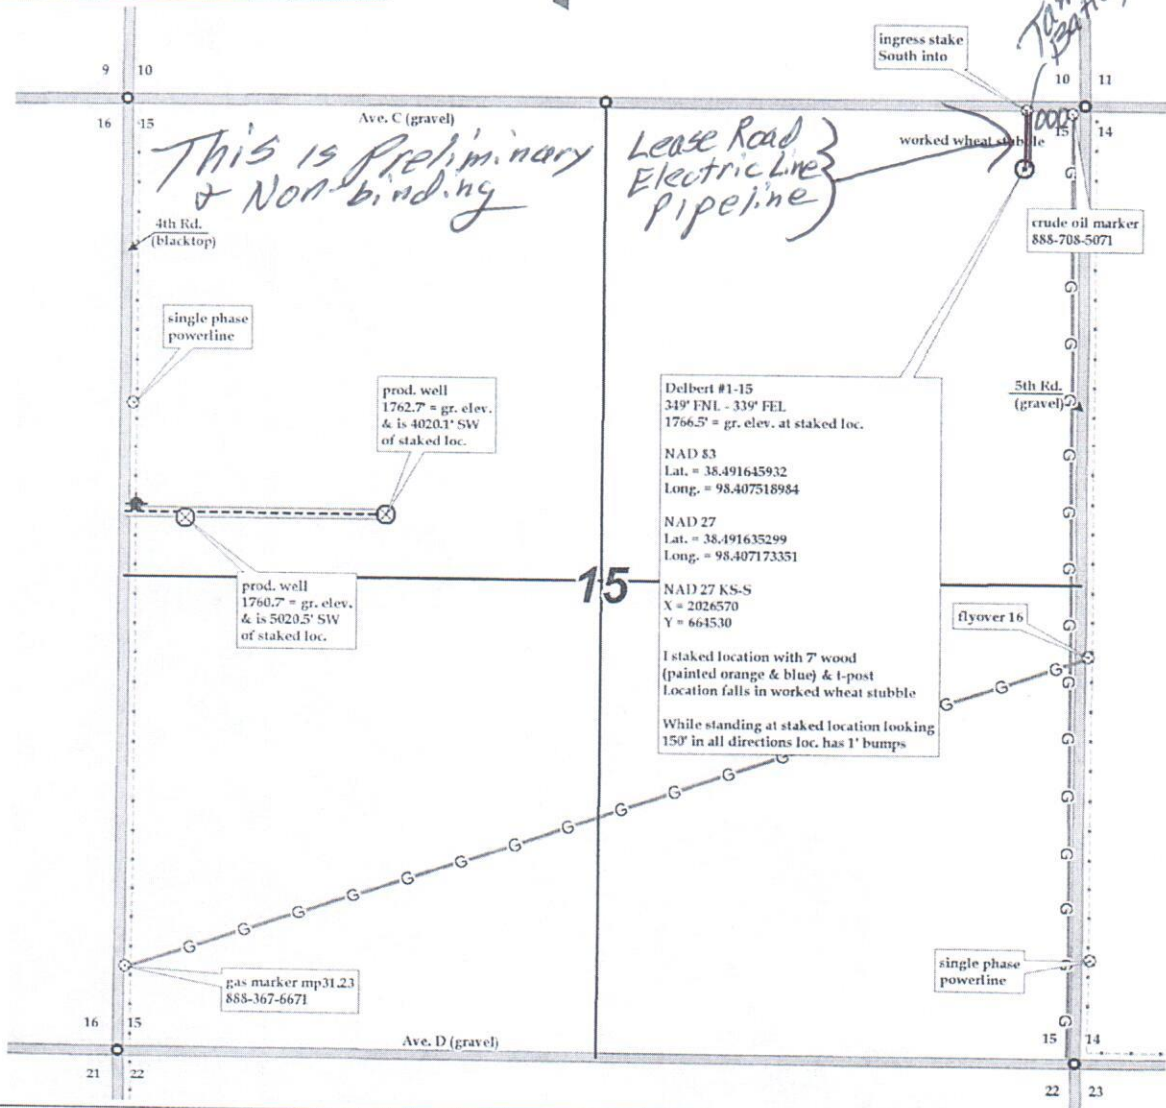 Tank
Battery
ingress stake
South into
9 10
10 11
16 15
Ave. C (gravel)
15 14
This is Preliminary
& Non-binding
Lease Road
Electric Line
Pipeline
worked wheat stubble
4th Rd.
(blacktop)
crude oil marker
888-708-5071
single phase
powerline
prod. well
1762.7' = gr. elev.
& is 4020.1' SW
of staked loc.
Delbert #1-15
349' FNL - 339' FEL
1766.5' = gr. elev. at staked loc.
NAD 83
Lat. = 38.491645932
Long. = 98.407518984
NAD 27
Lat. = 38.491635299
Long. = 98.407173351
NAD 27 KS-S
X = 2026570
Y = 664530
I staked location with 7' wood
(painted orange & blue) & t-post
Location falls in worked wheat stubble
While standing at staked location looking
150' in all directions loc. has 1' bumps
5th Rd.
(gravel)
15
prod. well
1760.7' = gr. elev.
& is 5020.5' SW
of staked loc.
flyover 16
G G G G G G G G G G G G G G
G G G G G G G G G G G G G G G
gas marker mp31.23
888-367-6671
single phase
powerline
16 15
Ave. D (gravel)
15 14
21 22
22 23